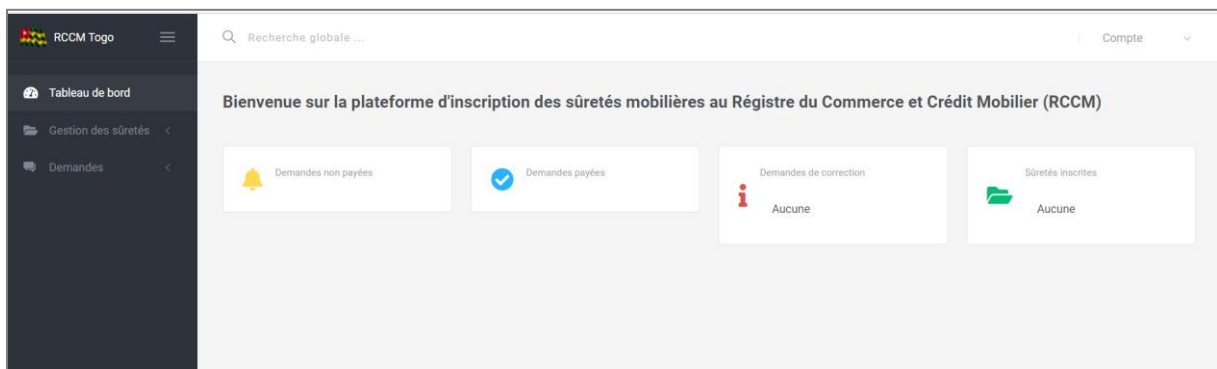 RCCM Togo
Recherche globale ...
Compte
Tableau de bord
Gestion des sûretés
Demandes
Bienvenue sur la plateforme d'inscription des sûretés mobilières au Régistre du Commerce et Crédit Mobilier (RCCM)
Demandes non payées
Demandes payées
Demandes de correction
Aucune
Sûretés inscrites
Aucune